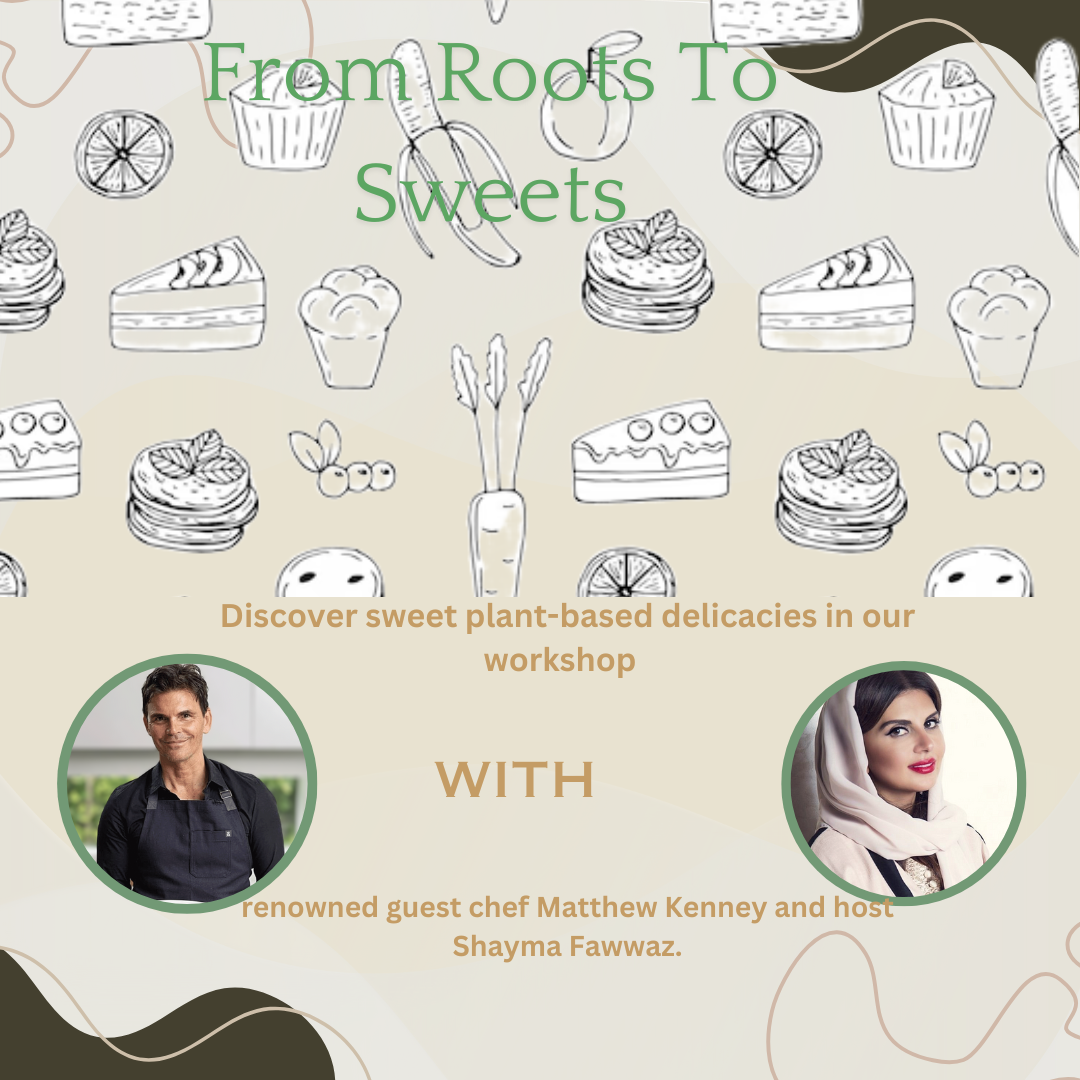 From Roots To
Sweets
Discover sweet plant-based delicacies in our
workshop
WITH
renowned guest chef Matthew Kenney and host
Shayma Fawwaz.